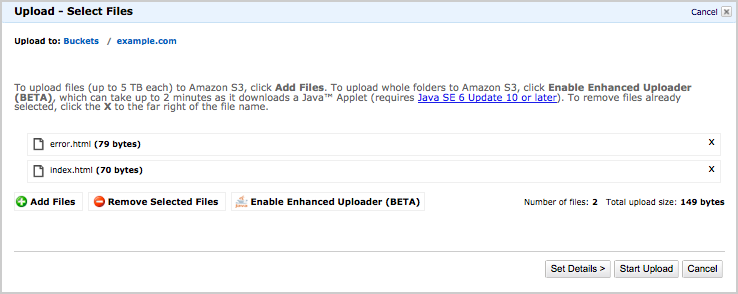 Upload - Select Files
Cancel
Upload to: Buckets / example.com
To upload files (up to 5 TB each) to Amazon S3, click Add Files. To upload whole folders to Amazon S3, click Enable Enhanced Uploader
(BETA), which can take up to 2 minutes as it downloads a Java™ Applet (requires Java SE 6 Update 10 or later). To remove files already
selected, click the X to the far right of the file name.
error.html (79 bytes) X
index.html (70 bytes) X
Add Files Remove Selected Files Enable Enhanced Uploader (BETA) Number of files: 2 Total upload size: 149 bytes
Set Details > Start Upload Cancel